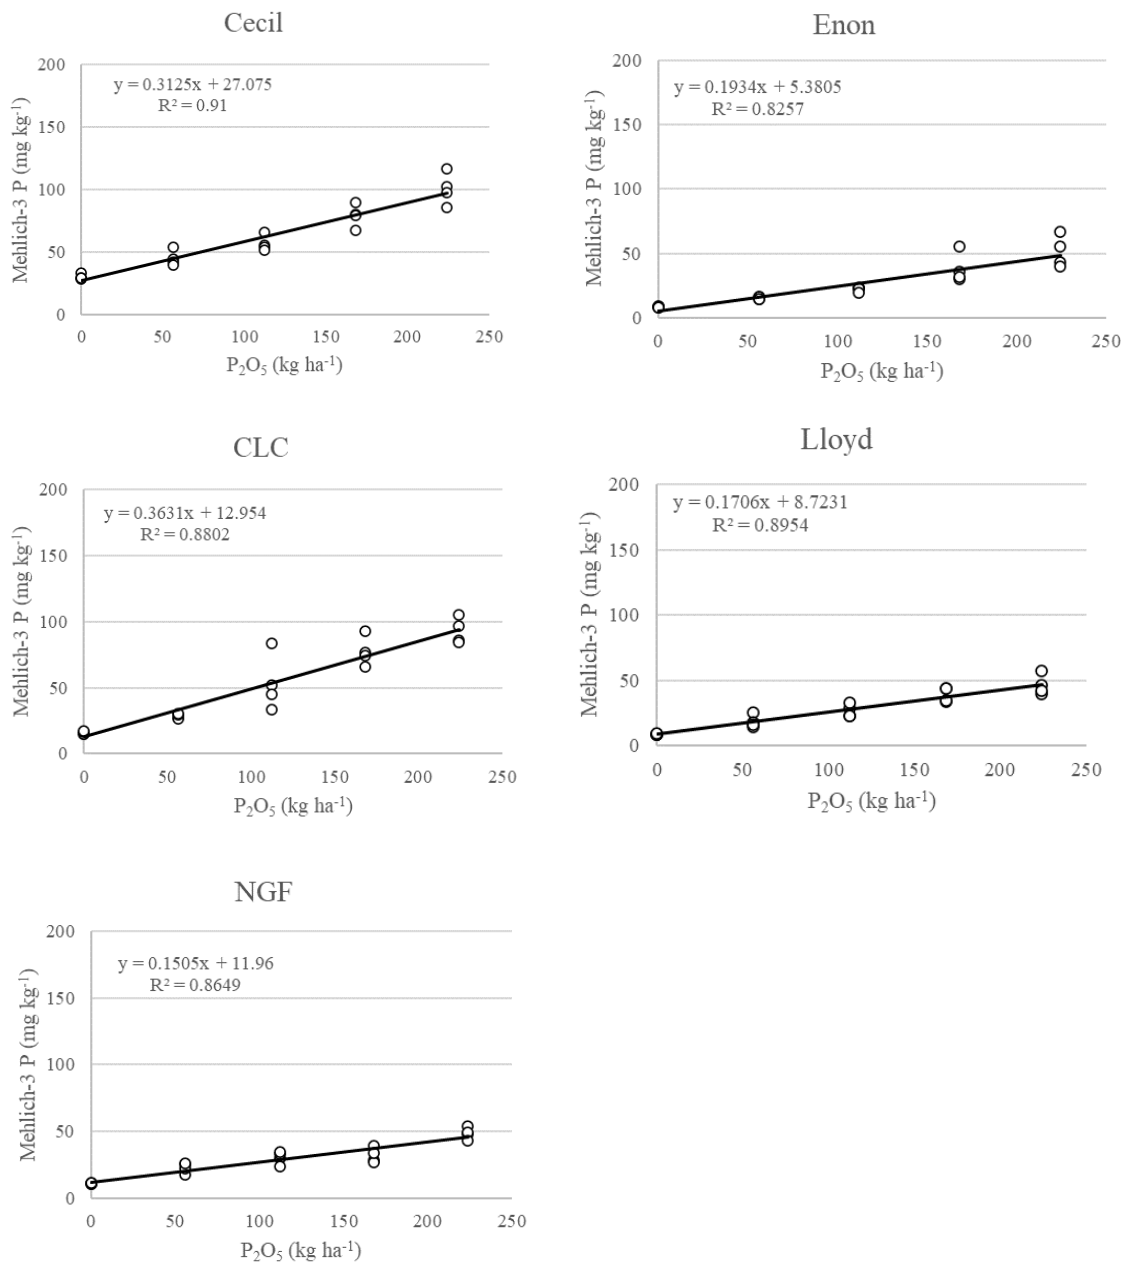 Cecil
y = 0.3125x + 27.075
R² = 0.91
200
150
100
50
0
0 50 100 150 200 250
Mehlich-3 P (mg kg⁻¹)
P₂O₅ (kg ha⁻¹)
Enon
y = 0.1934x + 5.3805
R² = 0.8257
200
150
100
50
0
0 50 100 150 200 250
Mehlich-3 P (mg kg⁻¹)
P₂O₅ (kg ha⁻¹)
CLC
y = 0.3631x + 12.954
R² = 0.8802
200
150
100
50
0
0 50 100 150 200 250
Mehlich-3 P (mg kg⁻¹)
P₂O₅ (kg ha⁻¹)
Lloyd
y = 0.1706x + 8.7231
R² = 0.8954
200
150
100
50
0
0 50 100 150 200 250
Mehlich-3 P (mg kg⁻¹)
P₂O₅ (kg ha⁻¹)
NGF
y = 0.1505x + 11.96
R² = 0.8649
200
150
100
50
0
0 50 100 150 200 250
Mehlich-3 P (mg kg⁻¹)
P₂O₅ (kg ha⁻¹)